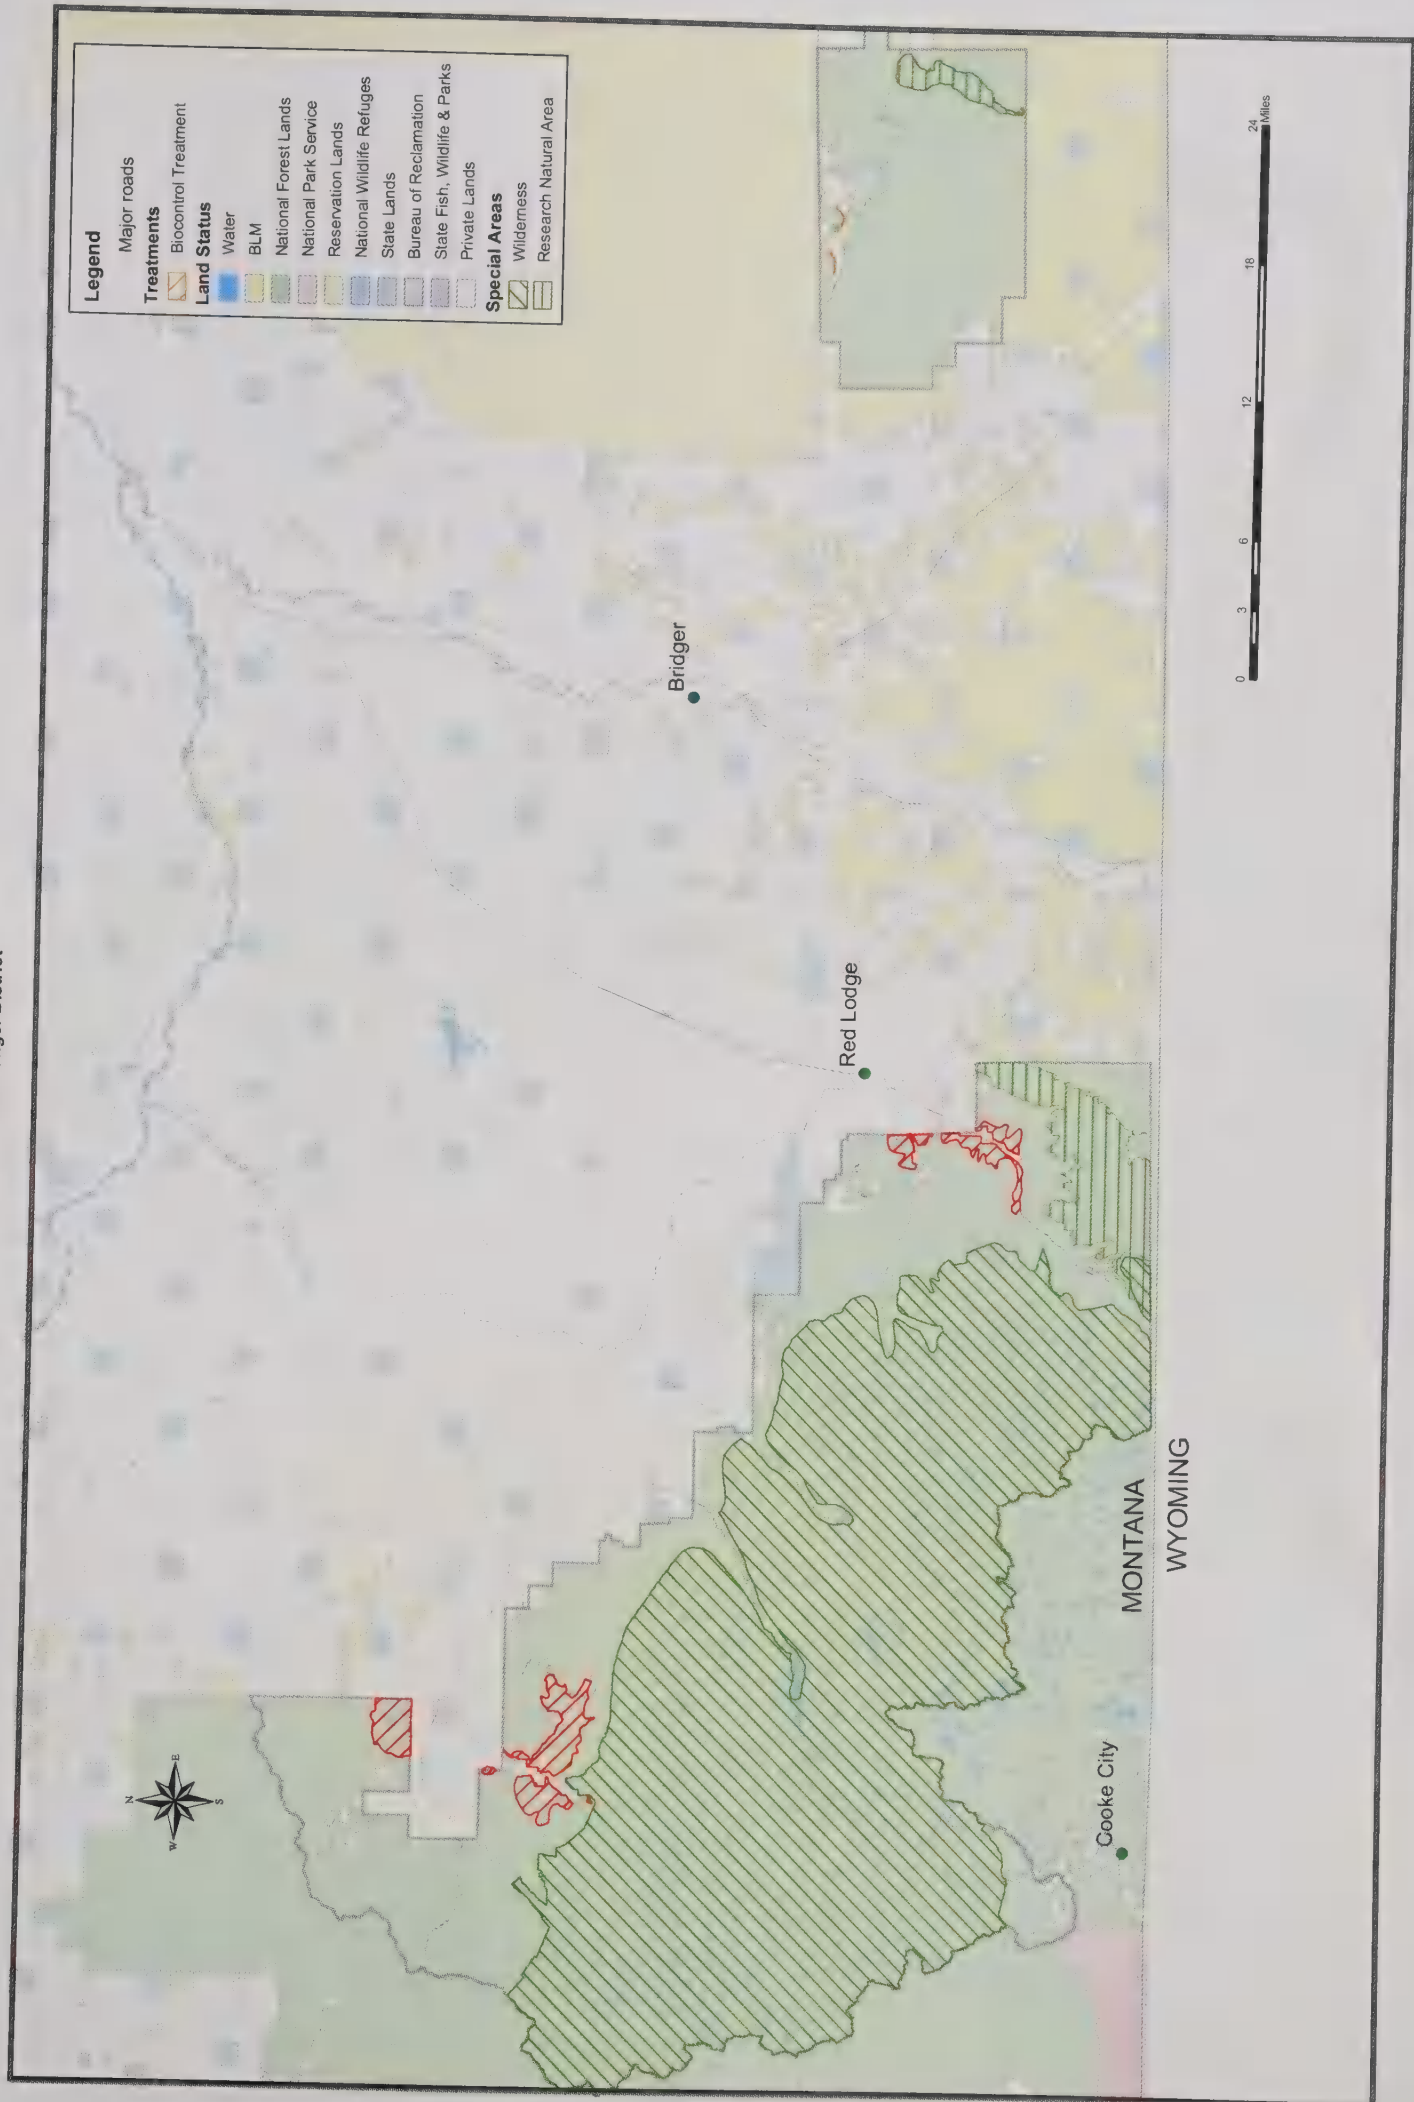 Legend
Major roads
Treatments
Biocontrol Treatment
Land Status
Water
BLM
National Forest Lands
National Park Service
Reservation Lands
National Wildlife Refuges
State Lands
Bureau of Reclamation
State Fish, Wildlife & Parks
Private Lands
Special Areas
Wilderness
Research Natural Area
N
W
E
S
Bridger
Red Lodge
Cooke City
MONTANA
WYOMING
0 3 6 12 18 24
Miles